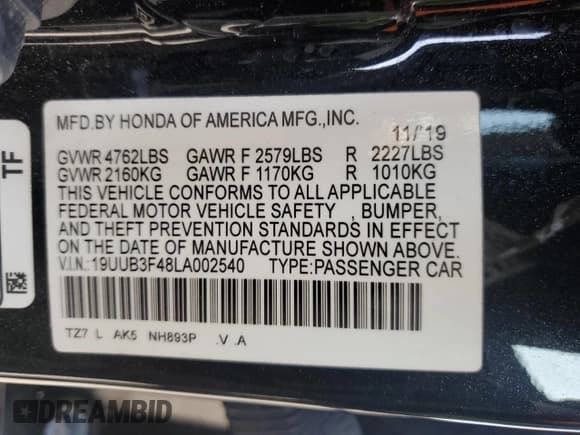 MFD.BY HONDA OF AMERICA MFG.,INC. 11/'19
GVWR 4762LBS GAWR F 2579LBS R 2227LBS
GVWR 2160KG GAWR F 1170KG R 1010KG
THIS VEHICLE CONFORMS TO ALL APPLICABLE
FEDERAL MOTOR VEHICLE SAFETY , BUMPER,
AND THEFT PREVENTION STANDARDS IN EFFECT
ON THE DATE OF MANUFACTURE SHOWN ABOVE.
V.I.N.:19UUB3F48LA002540 TYPE:PASSENGER CAR
TZ7 L AK5 NH893P .V .A
TF
DREAMBID